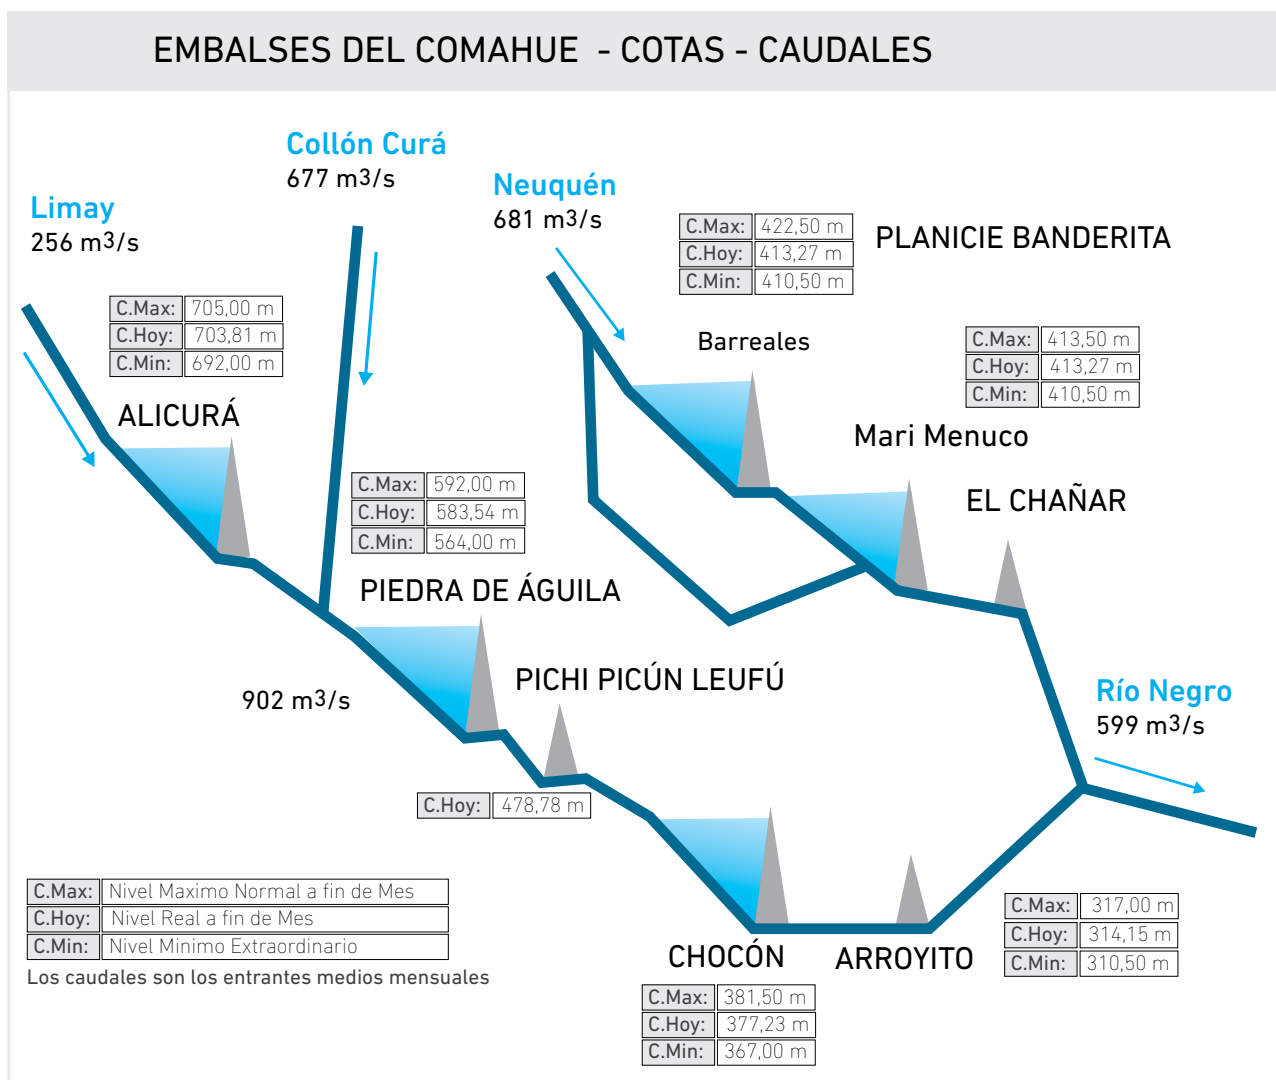 EMBALSES DEL COMAHUE - COTAS - CAUDALES
Collón Curá
677 m3/s
Neuquén
681 m3/s
Limay
256 m3/s
C.Max: 422,50 m
C.Hoy: 413,27 m
C.Min: 410,50 m
PLANICIE BANDERITA
C.Max: 705,00 m
C.Hoy: 703,81 m
C.Min: 692,00 m
ALICURÁ
Barreales
C.Max: 413,50 m
C.Hoy: 413,27 m
C.Min: 410,50 m
Mari Menuco
EL CHAÑAR
C.Max: 592,00 m
C.Hoy: 583,54 m
C.Min: 564,00 m
PIEDRA DE ÁGUILA
902 m3/s
PICHI PICÚN LEUFÚ
C.Hoy: 478,78 m
Río Negro
599 m3/s
C.Max: Nivel Maximo Normal a fin de Mes
C.Hoy: Nivel Real a fin de Mes
C.Min: Nivel Minimo Extraordinario
Los caudales son los entrantes medios mensuales
CHOCÓN
C.Max: 381,50 m
C.Hoy: 377,23 m
C.Min: 367,00 m
ARROYITO
C.Max: 317,00 m
C.Hoy: 314,15 m
C.Min: 310,50 m